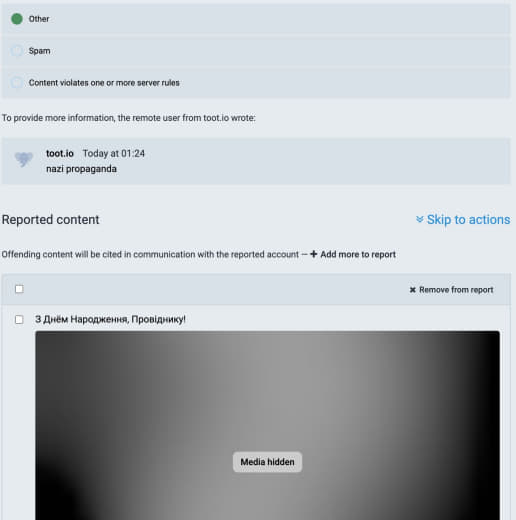 Other
Spam
Content violates one or more server rules
To provide more information, the remote user from toot.io wrote:
toot.io Today at 01:24
nazi propaganda
Reported content
Skip to actions
Offending content will be cited in communication with the reported account — + Add more to report
Remove from report
З Днём Народження, Провіднику!
Media hidden